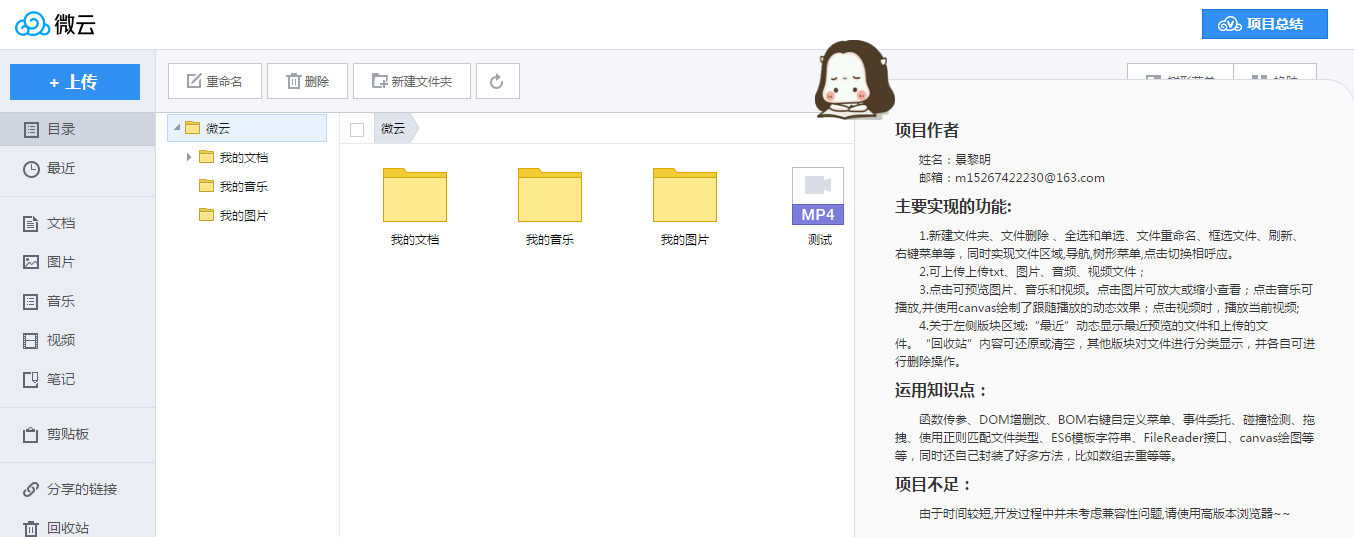 微云
项目总结
+ 上传
重命名
删除
新建文件夹
树形菜单
目录
最近
文档
图片
音乐
视频
笔记
剪贴板
分享的链接
回收站
微云
我的文档
我的音乐
我的图片
微云
我的文档
我的音乐
我的图片
MP4
测试
项目作者
姓名：景黎明
邮箱：m15267422230@163.com
主要实现的功能:
1.新建文件夹、文件删除 、全选和单选、文件重命名、框选文件、刷新、
右键菜单等，同时实现文件区域,导航,树形菜单,点击切换相呼应。
2.可上传上传txt、图片、音频、视频文件；
3.点击可预览图片、音乐和视频。点击图片可放大或缩小查看；点击音乐可
播放,并使用canvas绘制了跟随播放的动态效果；点击视频时，播放当前视频;
4.关于左侧版块区域:“最近”动态显示最近预览的文件和上传的文
件。“回收站”内容可还原或清空，其他版块对文件进行分类显示，并各自可进
行删除操作。
运用知识点：
函数传参、DOM增删改、BOM右键自定义菜单、事件委托、碰撞检测、拖
拽、使用正则匹配文件类型、ES6模板字符串、FileReader接口、canvas绘图等
等，同时还自己封装了好多方法，比如数组去重等等。
项目不足：
由于时间较短,开发过程中并未考虑兼容性问题,请使用高版本浏览器~~